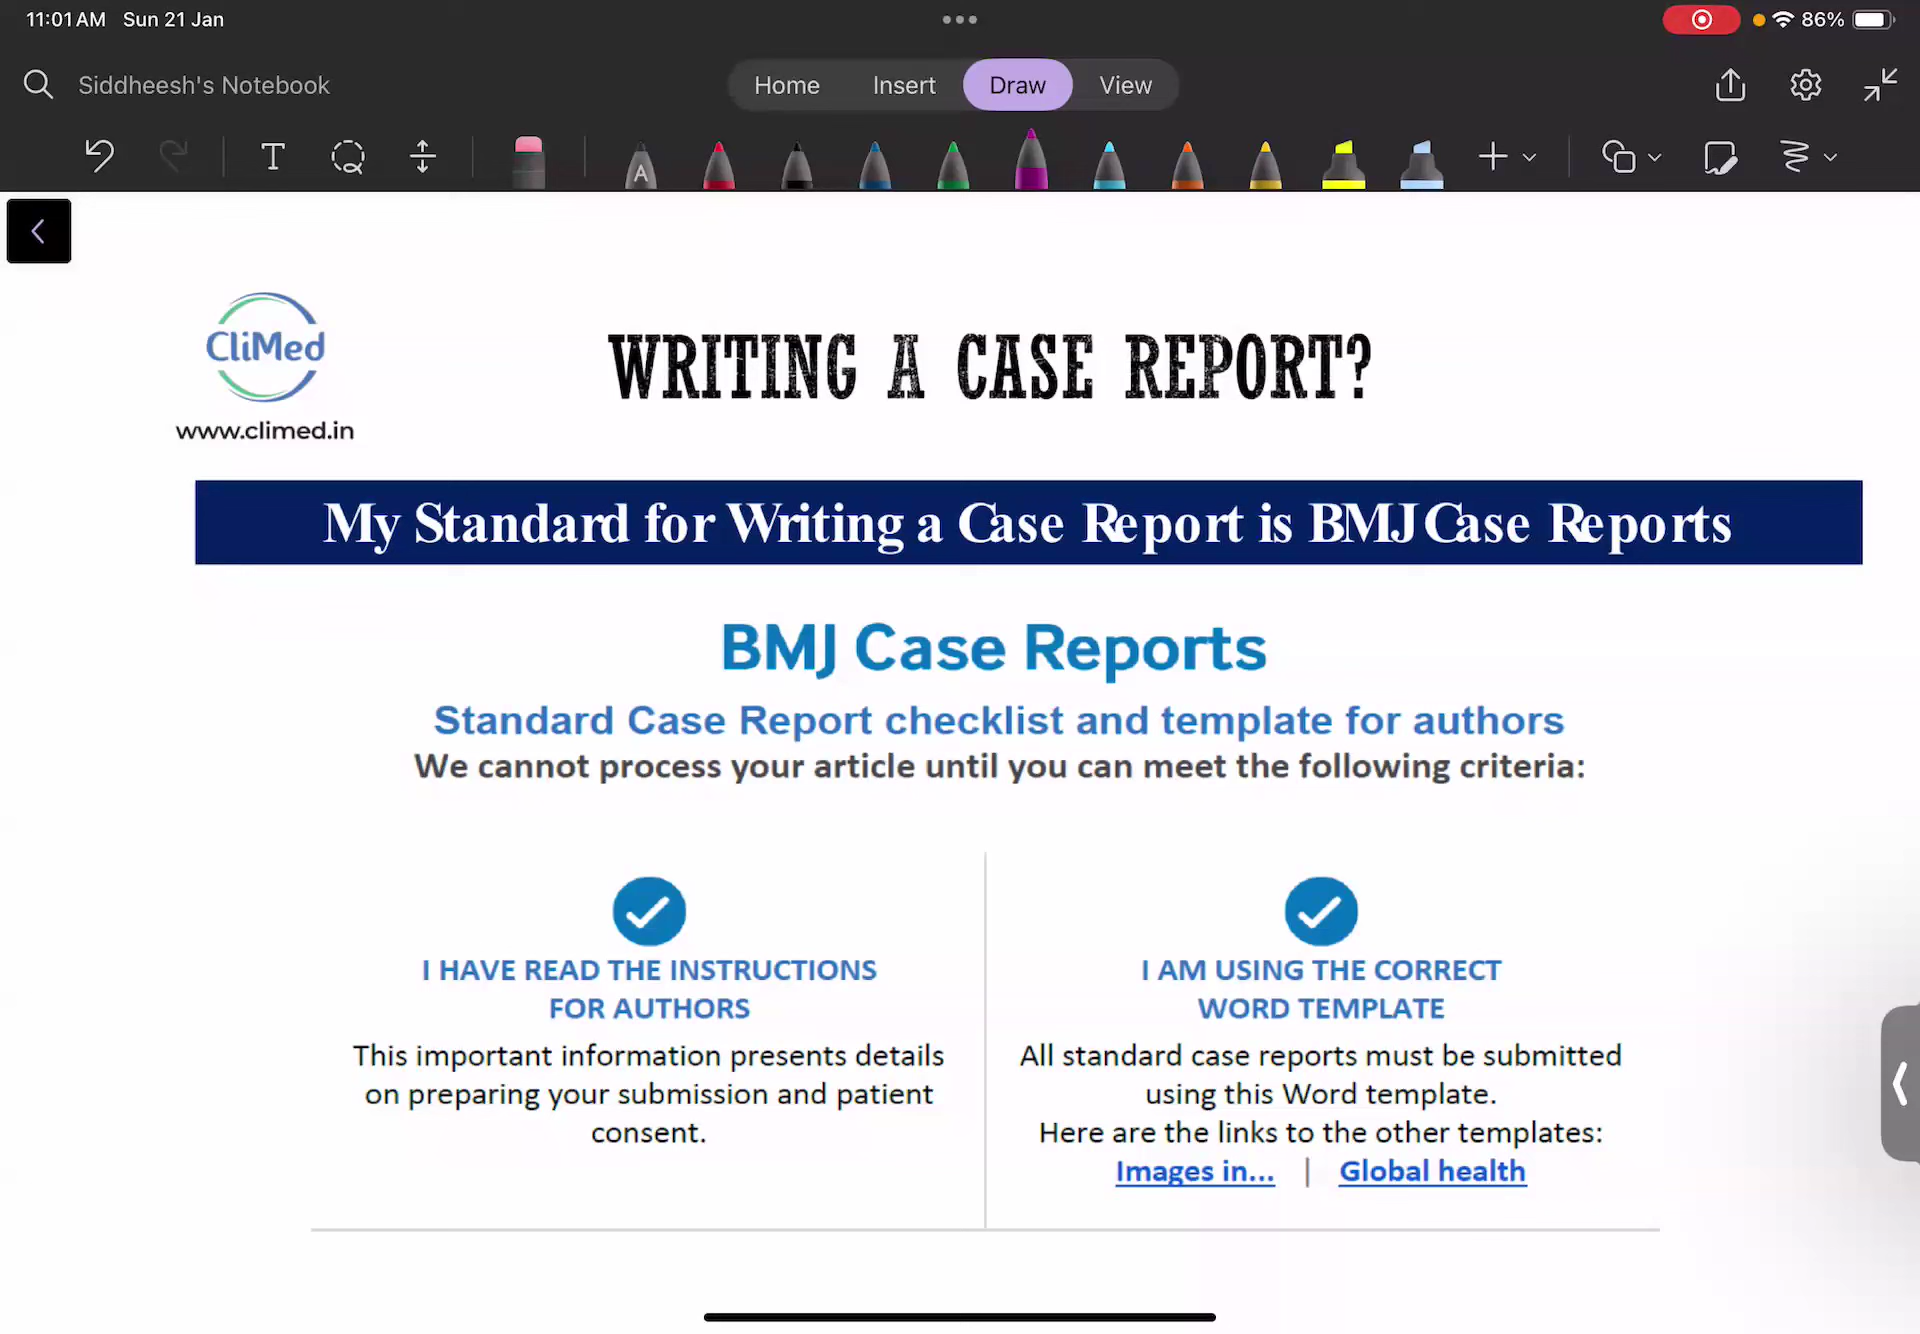 11:01 AM Sun 21 Jan
86%
Siddheesh's Notebook
Home Insert Draw View
T
A
CliMed
www.climed.in
WRITING A CASE REPORT?
My Standard for Writing a Case Report is BMJ Case Reports
BMJ Case Reports
Standard Case Report checklist and template for authors
We cannot process your article until you can meet the following criteria:
I HAVE READ THE INSTRUCTIONS
FOR AUTHORS
This important information presents details
on preparing your submission and patient
consent.
I AM USING THE CORRECT
WORD TEMPLATE
All standard case reports must be submitted
using this Word template.
Here are the links to the other templates:
Images in... | Global health